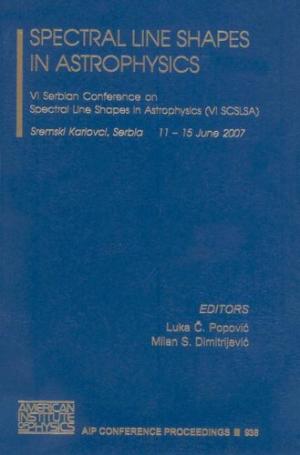 SPECTRAL LINE SHAPES
IN ASTROPHYSICS
VI Serbian Conference on
Spectral Line Shapes in Astrophysics (VI SCSLSA)
Sremski Karlovci, Serbia 11 – 15 June 2007
EDITORS
Luka Č. Popović
Milan S. Dimitrijević
AMERICAN
INSTITUTE
OF PHYSICS
AIP CONFERENCE PROCEEDINGS ■ 938